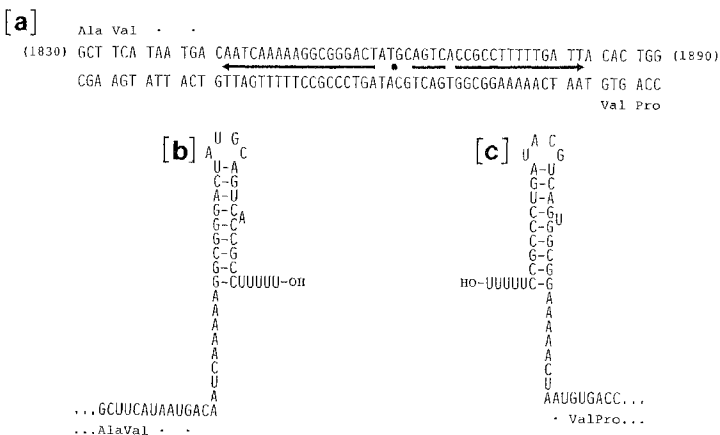 [a]
Ala Val · ·
(1830) GCT TCA TAA TGA CAATCAAAAAGGCGGGACTATGCAGTCACCGCCTTTTTGA TTA CAC TGG (1890)
CGA AGT ATT ACT GTTAGTTTTTCCGCCCTGATACGTCAGTGGCGGAAAAACT AAT GTG ACC
Val Pro
[b]
U G
A C
U-A
C-G
A-U
G-C
A
G-C
G-C
C-G
G-C
G-CUUUUU-OH
A
A
A
A
A
C
U
A
...GCUUCAUAAUGACA
...AlaVal · ·
[c]
A C
U G
A-U
G-C
U-A
C-G
U
C-G
C-G
G-C
C-G
HO-UUUUUC-G
A
A
A
A
A
C
U
AAUGUGACC...
· ValPro...